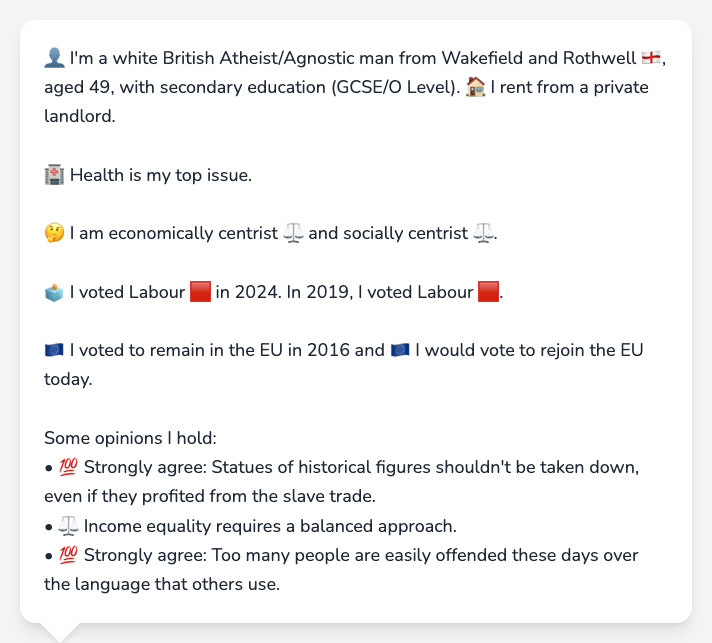 👤 I'm a white British Atheist/Agnostic man from Wakefield and Rothwell 🏴󠁧󠁢󠁥󠁮󠁧󠁿,
aged 49, with secondary education (GCSE/O Level). 🏠 I rent from a private
landlord.
🏥 Health is my top issue.
🤔 I am economically centrist ⚖️ and socially centrist ⚖️.
🗳️ I voted Labour 🟥 in 2024. In 2019, I voted Labour 🟥.
🇪🇺 I voted to remain in the EU in 2016 and 🇪🇺 I would vote to rejoin the EU
today.
Some opinions I hold:
• 💯 Strongly agree: Statues of historical figures shouldn't be taken down,
even if they profited from the slave trade.
• ⚖️ Income equality requires a balanced approach.
• 💯 Strongly agree: Too many people are easily offended these days over
the language that others use.